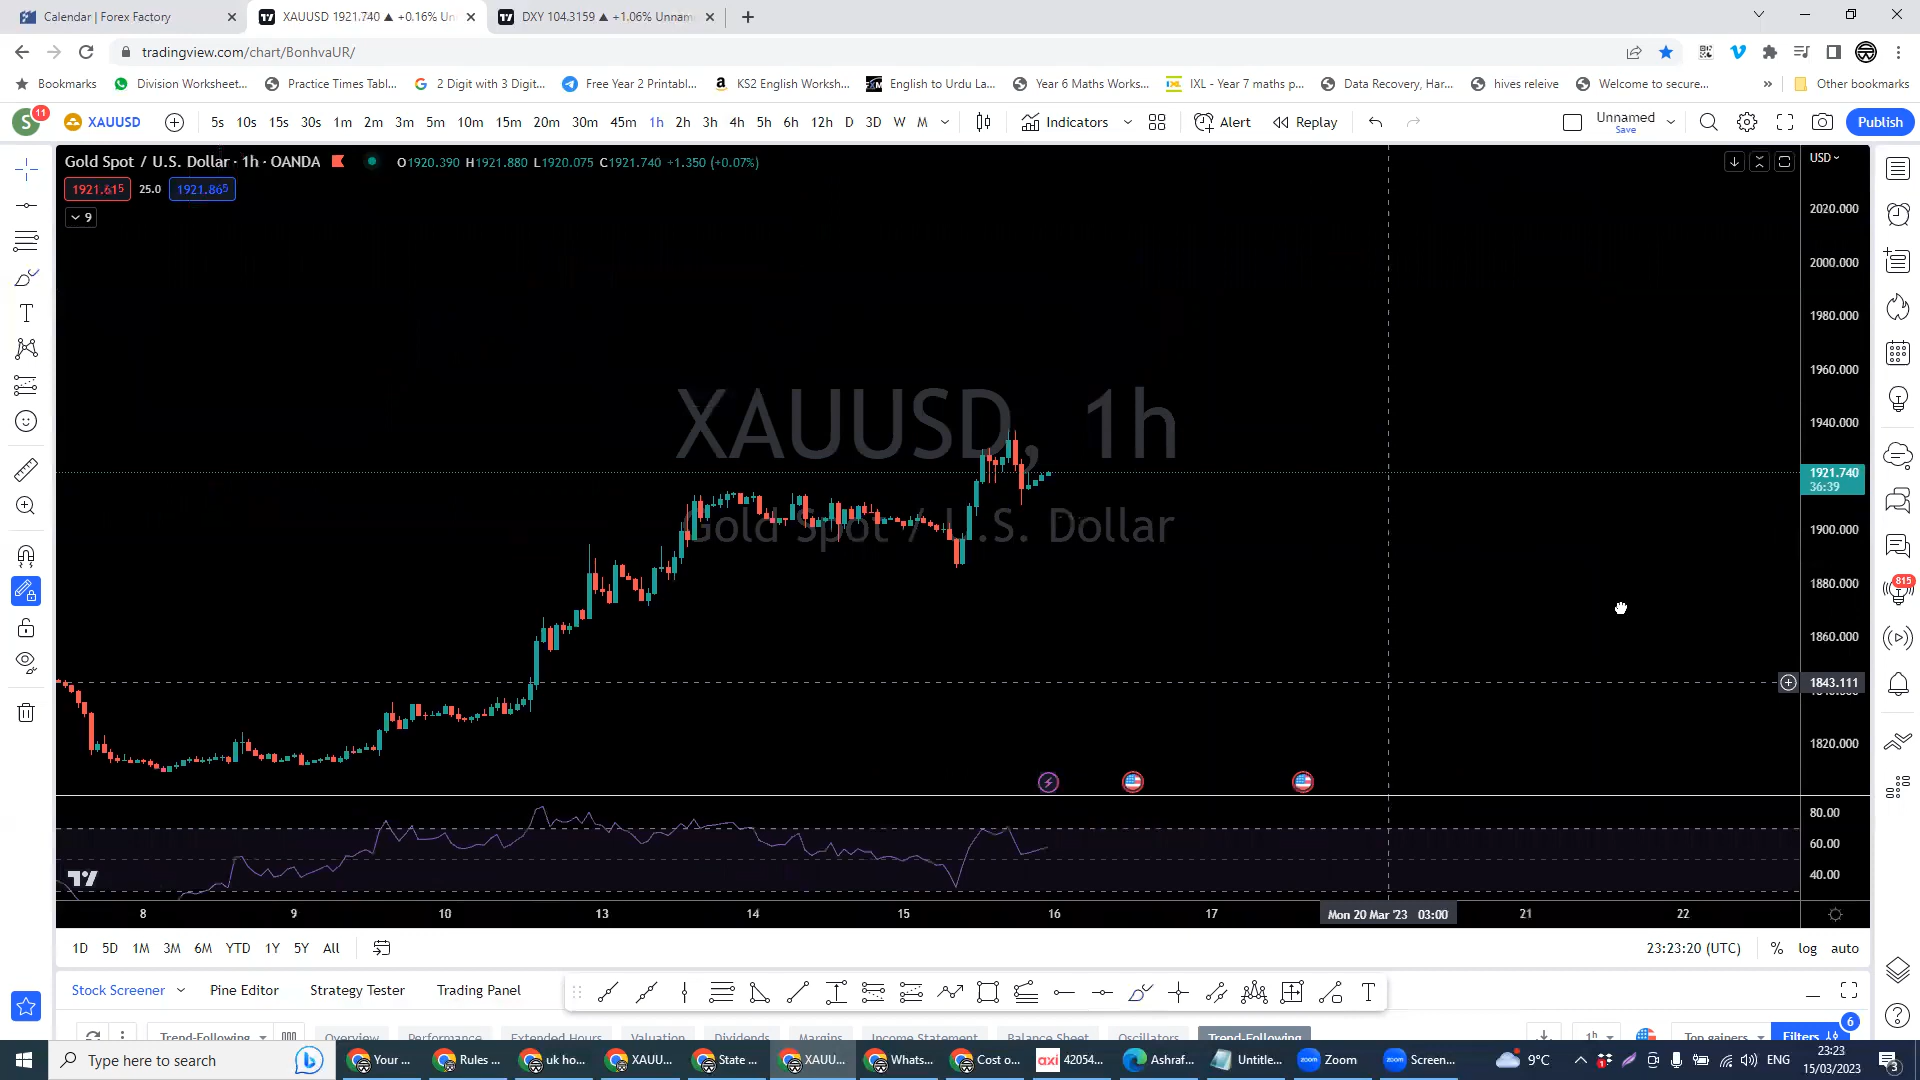 Calendar | Forex Factory
XAUUSD 1921.740 ▲ +0.16% Un
DXY 104.3159 ▲ +1.06% Unnam
tradingview.com/chart/BonhvaUR/
Bookmarks Division Worksheet... Practice Times Tabl... 2 Digit with 3 Digit... Free Year 2 Printabl... KS2 English Worksh... English to Urdu La... Year 6 Maths Works... IXL - Year 7 maths p... Data Recovery, Har... hives releive Welcome to secure... » Other bookmarks
S 11 XAUUSD 5s 10s 15s 30s 1m 2m 3m 5m 10m 15m 20m 30m 45m 1h 2h 3h 4h 5h 6h 12h D 3D W M Indicators Alert Replay Unnamed Save Publish
Gold Spot / U.S. Dollar · 1h · OANDA O1920.390 H1921.880 L1920.075 C1921.740 +1.350 (+0.07%)
USD
1921.615 25.0 1921.865
9
2020.000
2000.000
1980.000
1960.000
1940.000
XAUUSD, 1h
Gold Spot / U.S. Dollar
1921.740
36:39
1900.000
1880.000
1860.000
1843.111
1820.000
80.00
60.00
40.00
815
8 9 10 13 14 15 16 17 Mon 20 Mar '23 03:00 21 22
1D 5D 1M 3M 6M YTD 1Y 5Y All 23:23:20 (UTC) % log auto
Stock Screener Pine Editor Strategy Tester Trading Panel
Trend-Following Overview Performance Extended Hours Valuation Dividends Margins Income Statement Balance Sheet Oscillators Trend-Following 1h Top gainers Filters 6
Type here to search Your ... Rules ... uk ho... XAUU... State ... XAUU... Whats... Cost o... axi 42054... Ashraf... Untitle... zoom Zoom zoom Screen... 9°C ENG 23:23
15/03/2023 3